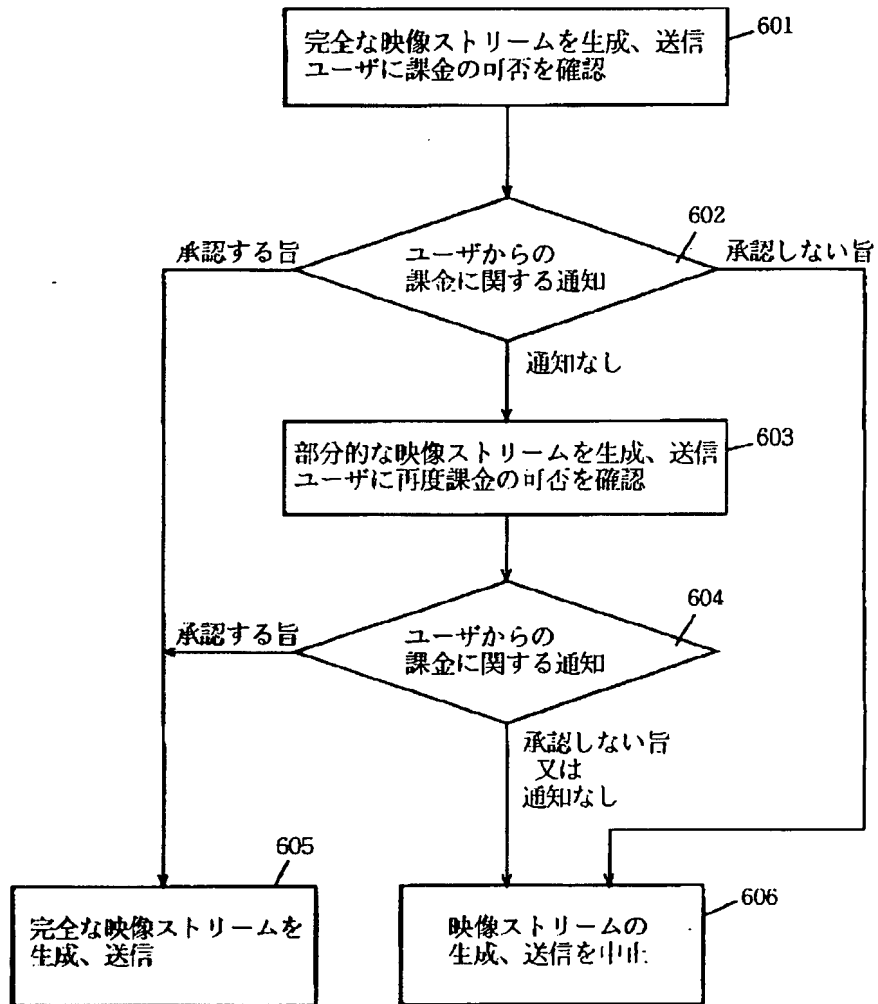 完全な映像ストリームを生成、送信
ユーザに課金の可否を確認
601
602
承認する旨
ユーザからの
課金に関する通知
承認しない旨
通知なし
部分的な映像ストリームを生成、送信
ユーザに再度課金の可否を確認
603
604
承認する旨
ユーザからの
課金に関する通知
承認しない旨
又は
通知なし
605
完全な映像ストリームを
生成、送信
606
映像ストリームの
生成、送信を中止